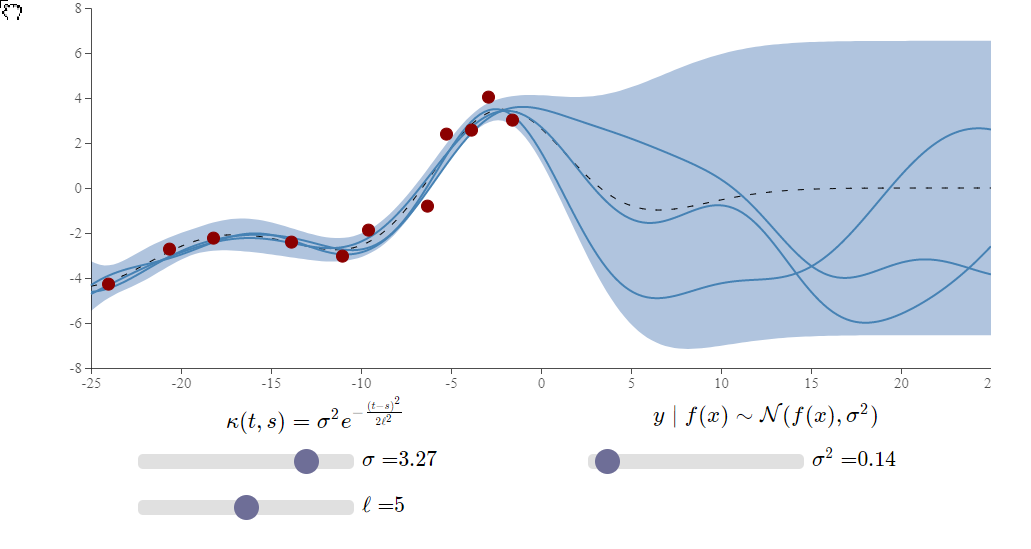 8
6
4
2
0
-2
-4
-6
-8
-25 -20 -15 -10 -5 0 5 10 15 20 2
κ(t, s) = σ²e^{-\frac{(t-s)²}{2ℓ²}}
y | f(x) ∼ 𝒩(f(x), σ²)
σ =3.27
σ² =0.14
ℓ =5